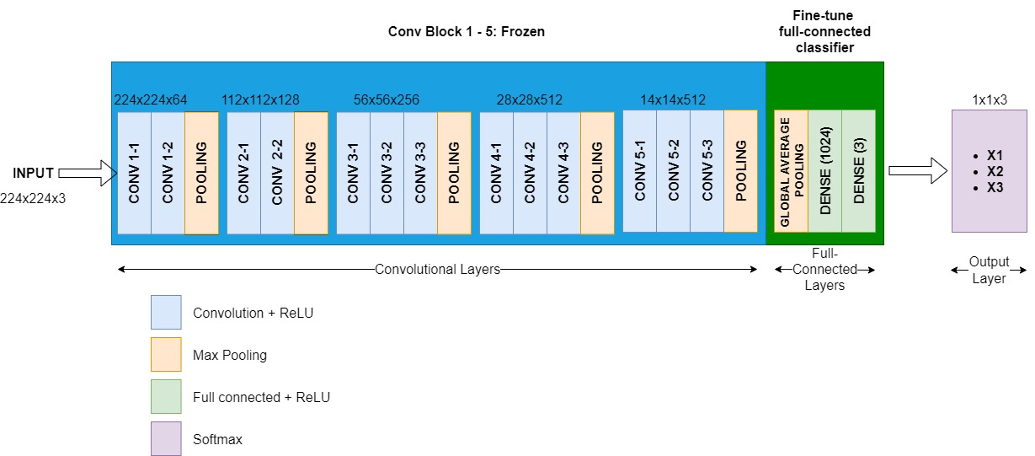 Conv Block 1 - 5: Frozen
Fine-tune
full-connected
classifier
224x224x64
112x112x128
56x56x256
28x28x512
14x14x512
1x1x3
INPUT
224x224x3
CONV 1-1
CONV 1-2
POOLING
CONV 2-1
CONV 2-2
POOLING
CONV 3-1
CONV 3-2
CONV 3-3
POOLING
CONV 4-1
CONV 4-2
CONV 4-3
POOLING
CONV 5-1
CONV 5-2
CONV 5-3
POOLING
GLOBAL AVERAGE
POOLING
DENSE (1024)
DENSE (3)
• X1
• X2
• X3
Convolutional Layers
Full-
Connected
Layers
Output
Layer
Convolution + ReLU
Max Pooling
Full connected + ReLU
Softmax